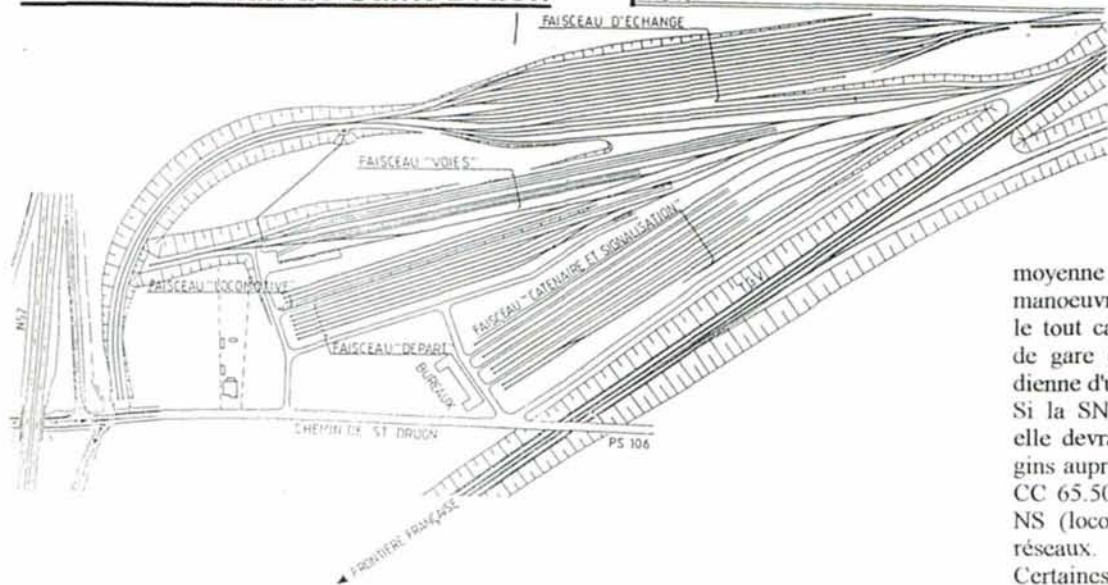 FAISCEAU D'ECHANGE
FAISCEAU "VOIES"
FAISCEAU "LOCOMOTIVE"
FAISCEAU "DEPART"
FAISCEAU "CATENAIRE ET SIGNALISATION"
BUREAUX
TGV
N52
CHEMIN DE ST DRUON
PS 106
FRONTIERE FRANÇAISE
moyenne
manoeuvr
le tout ca
de gare
dienne d'u
Si la SN
elle devra
gins aupr
CC 65.50
NS (loco
réseaux.
Certaines